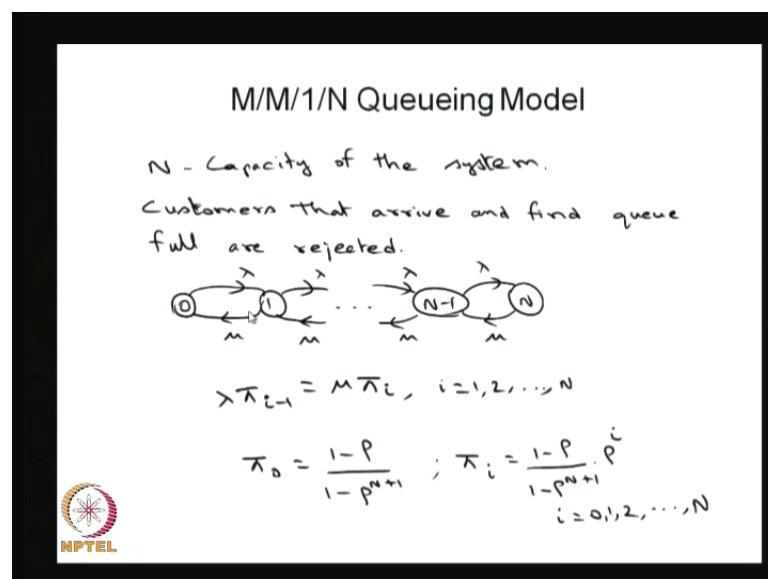 M/M/1/N Queueing Model
N - Capacity of the system.
Customers that arrive and find queue
full are rejected.
λ λ λ λ
0 1 ... N-1 N
μ μ μ μ
λπ_{i-1} = μπ_i, i=1,2,...,N
π_0 = (1-ρ)/(1-ρ^{N+1}) ; π_i = (1-ρ)/(1-ρ^{N+1}) . ρ^i
i=0,1,2,...,N
NPTEL